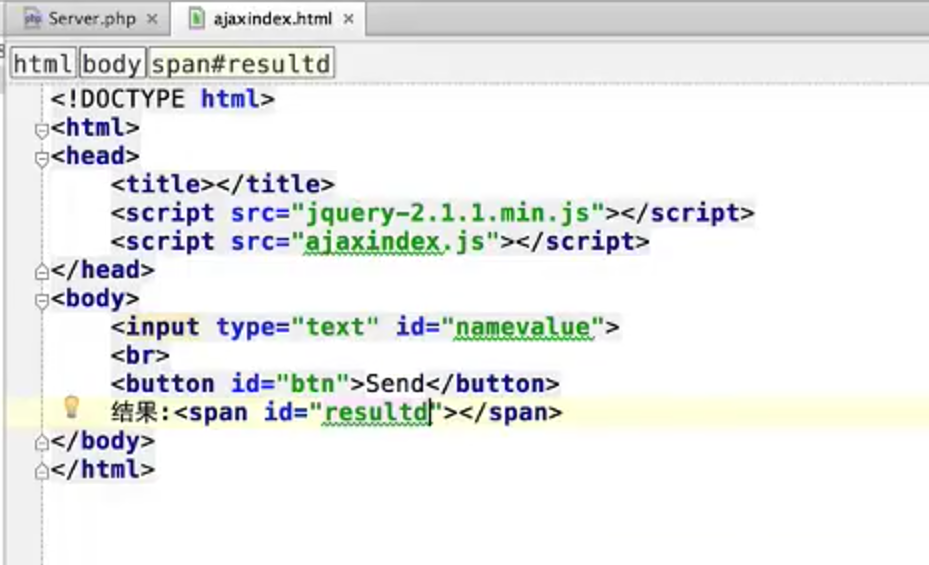 Server.php ajaxindex.html
html body span#resultd
<!DOCTYPE html>
<html>
<head>
<title></title>
<script src="jquery-2.1.1.min.js"></script>
<script src="ajaxindex.js"></script>
</head>
<body>
<input type="text" id="namevalue">
<br>
<button id="btn">Send</button>
结果:<span id="resultd"></span>
</body>
</html>